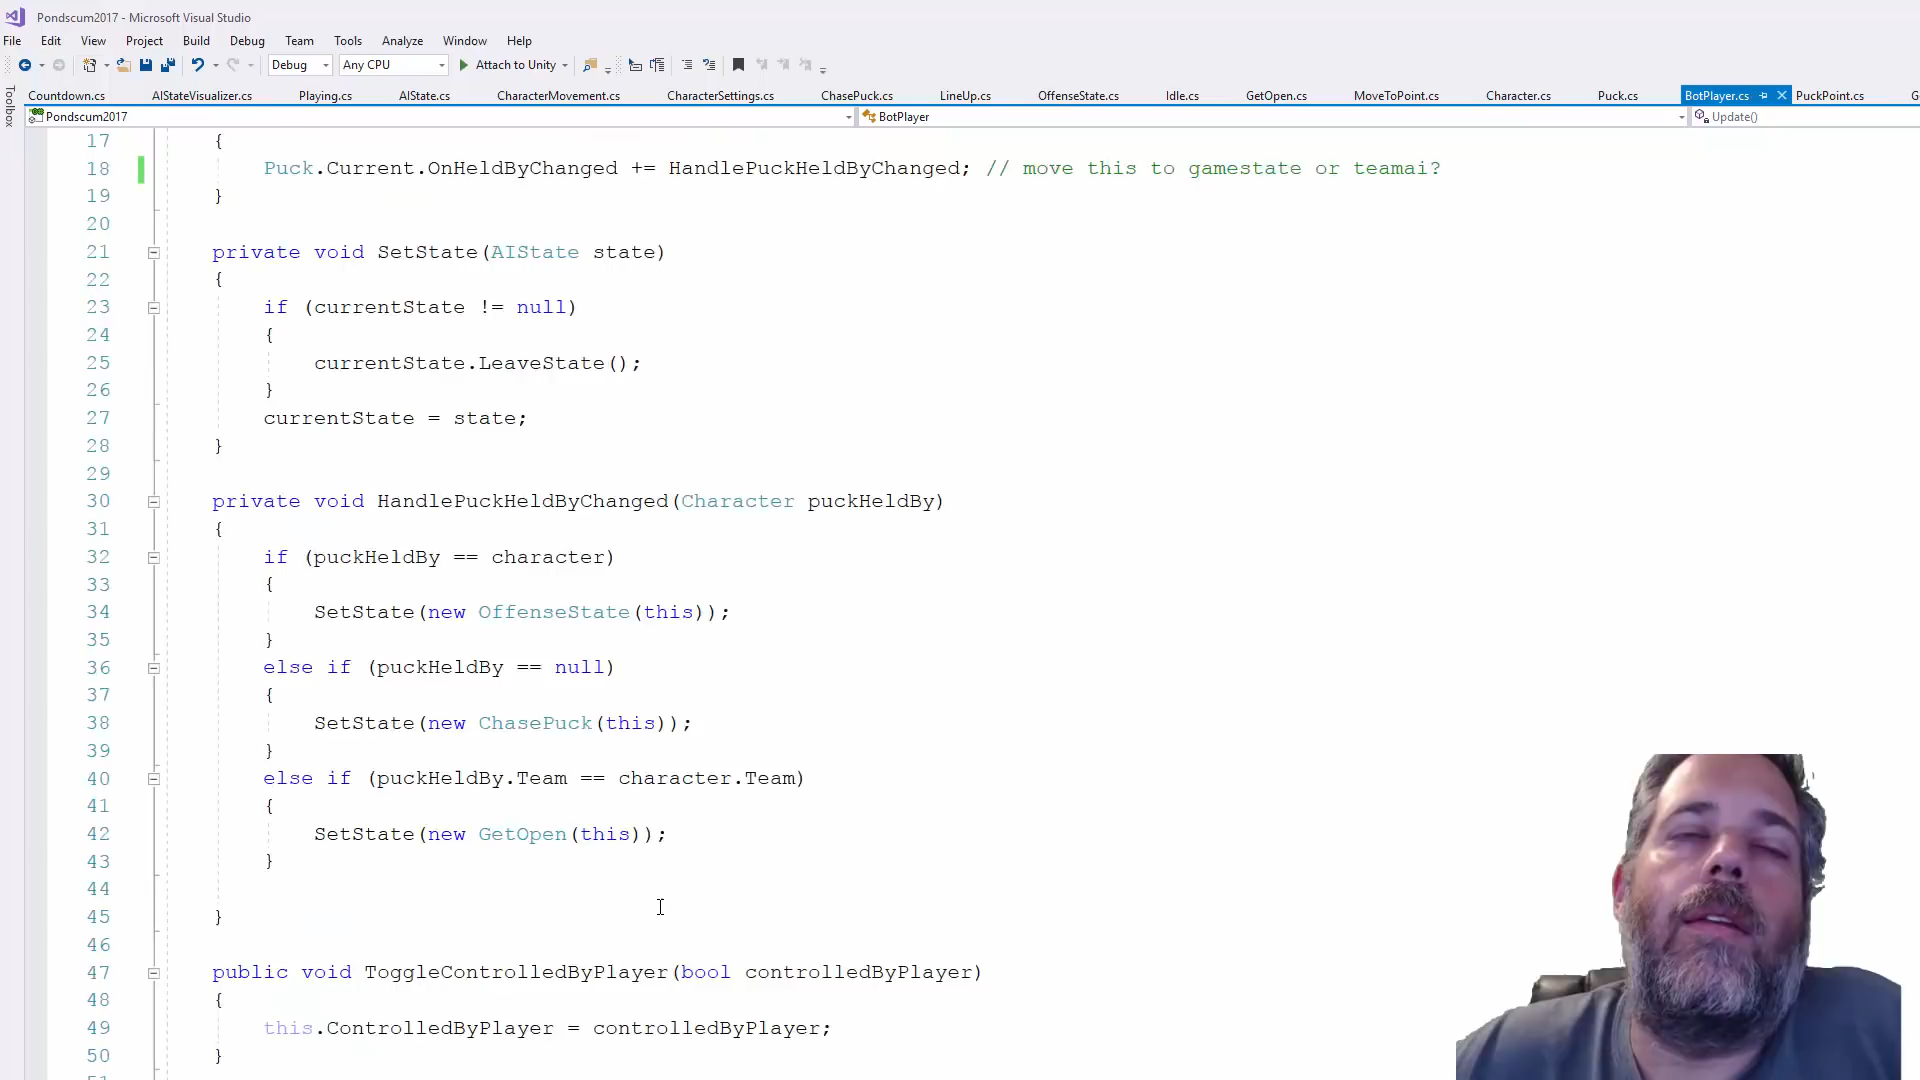 Pondscum2017 - Microsoft Visual Studio
File Edit View Project Build Debug Team Tools Analyze Window Help
Debug Any CPU Attach to Unity
Toolbox
Countdown.cs AIStateVisualizer.cs Playing.cs AIState.cs CharacterMovement.cs CharacterSettings.cs ChasePuck.cs LineUp.cs OffenseState.cs Idle.cs GetOpen.cs MoveToPoint.cs Character.cs Puck.cs BotPlayer.cs PuckPoint.cs
Pondscum2017 BotPlayer Update()
17 {
18 Puck.Current.OnHeldByChanged += HandlePuckHeldByChanged; // move this to gamestate or teamai?
19 }
20
21 private void SetState(AIState state)
22 {
23 if (currentState != null)
24 {
25 currentState.LeaveState();
26 }
27 currentState = state;
28 }
29
30 private void HandlePuckHeldByChanged(Character puckHeldBy)
31 {
32 if (puckHeldBy == character)
33 {
34 SetState(new OffenseState(this));
35 }
36 else if (puckHeldBy == null)
37 {
38 SetState(new ChasePuck(this));
39 }
40 else if (puckHeldBy.Team == character.Team)
41 {
42 SetState(new GetOpen(this));
43 }
44
45 }
46
47 public void ToggleControlledByPlayer(bool controlledByPlayer)
48 {
49 this.ControlledByPlayer = controlledByPlayer;
50 }